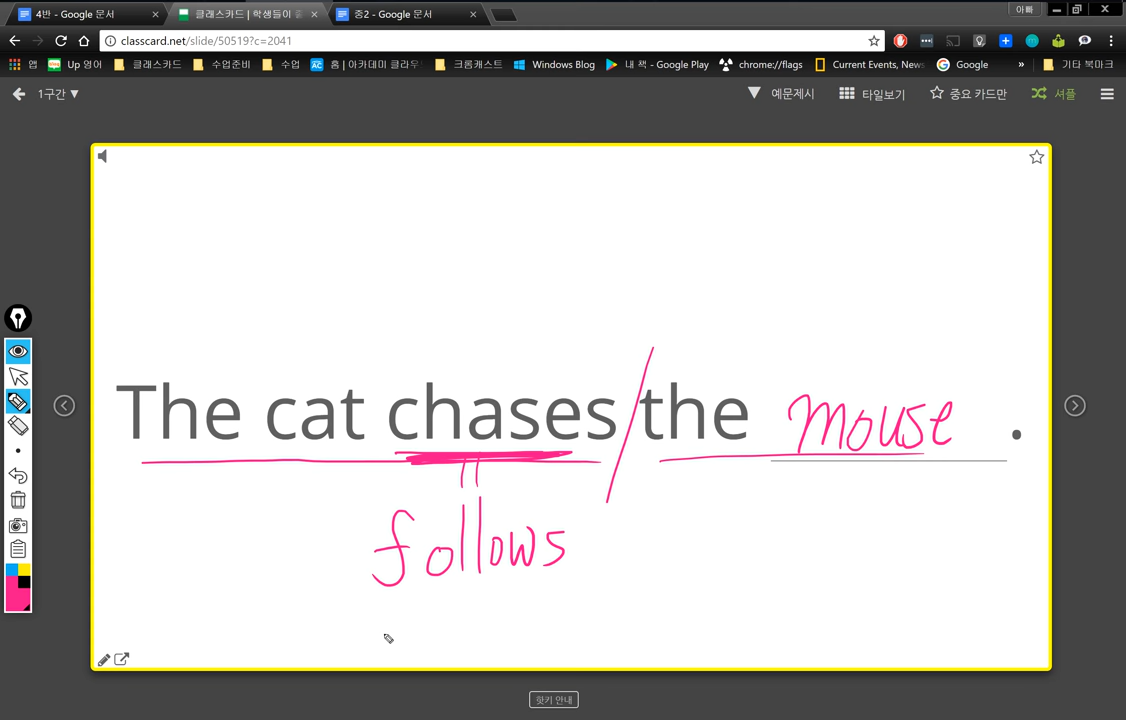 4반 - Google 문서
클래스카드 | 학생들이 좋
중2 - Google 문서
아빠
classcard.net/slide/50519?c=2041
앱
Up 영어
클래스카드
수업준비
수업
홈 | 아카데미 클라우
크롬캐스트
Windows Blog
내 책 - Google Play
chrome://flags
Current Events, News
Google
»
기타 북마크
1구간 ▼
▼ 예문제시
타일보기
중요 카드만
셔플
The cat chases / the mouse .
follows
핫키 안내